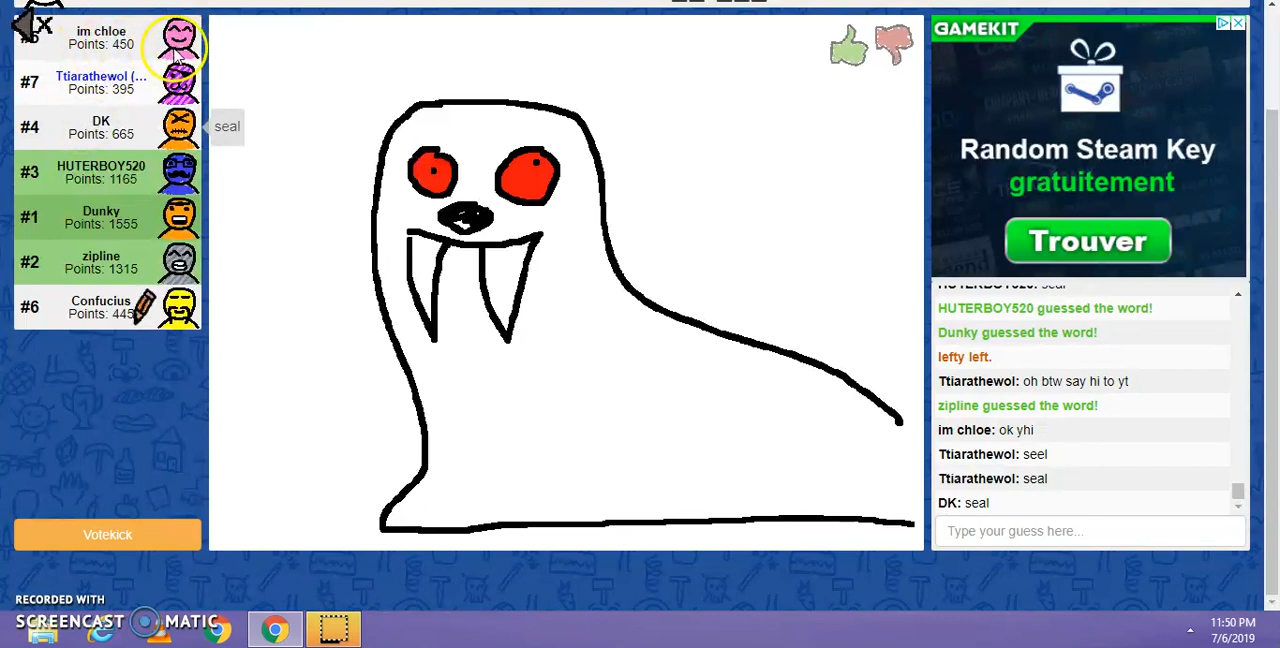 im chloe
Points: 450
#7
Ttiarathewol (...
Points: 395
#4
DK
Points: 665
seal
#3
HUTERBOY520
Points: 1165
#1
Dunky
Points: 1555
#2
zipline
Points: 1315
#6
Confucius
Points: 445
Votekick
GAMEKIT
Random Steam Key
gratuitement
Trouver
HUTERBOY520 guessed the word!
Dunky guessed the word!
lefty left.
Ttiarathewol: oh btw say hi to yt
zipline guessed the word!
im chloe: ok yhi
Ttiarathewol: seel
Ttiarathewol: seal
DK: seal
Type your guess here...
RECORDED WITH
SCREENCAST MATIC
11:50 PM
7/6/2019